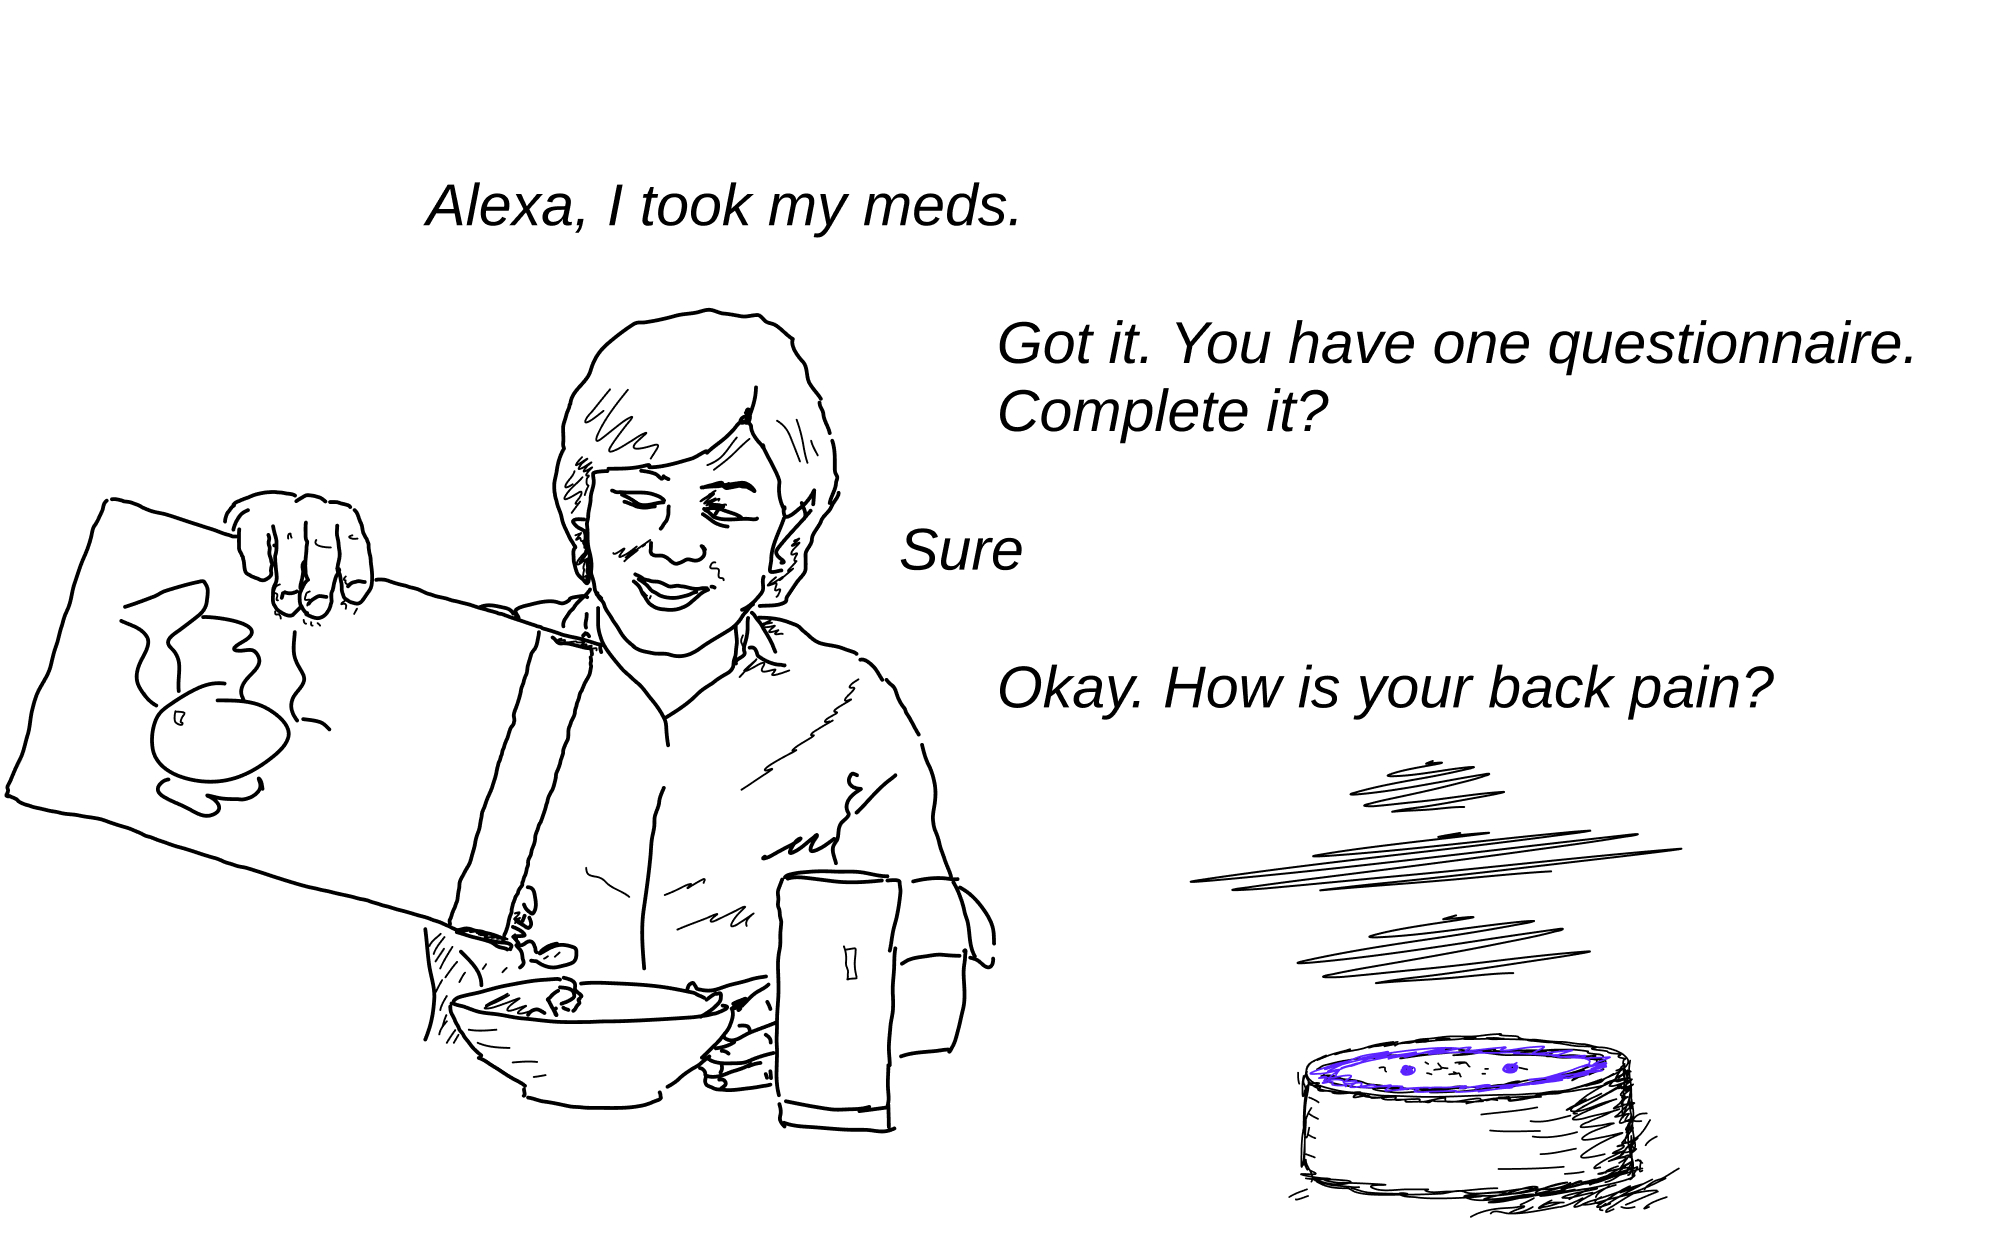 Alexa, I took my meds.
Got it. You have one questionnaire.
Complete it?
Sure
Okay. How is your back pain?